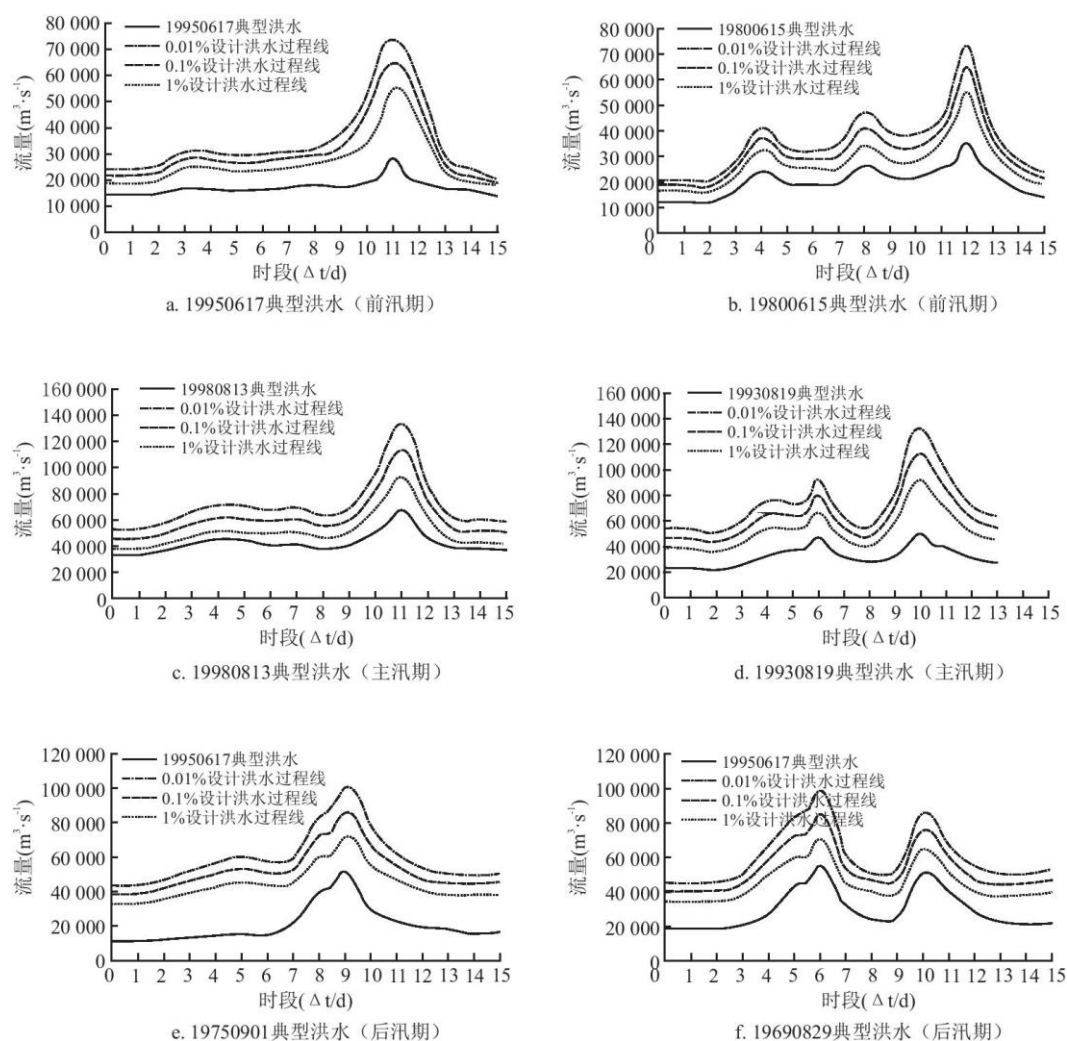 80 000
70 000
60 000
50 000
40 000
30 000
20 000
10 000
0
流量(m³·s⁻¹)
19950617典型洪水
0.01%设计洪水过程线
0.1%设计洪水过程线
1%设计洪水过程线
0 1 2 3 4 5 6 7 8 9 10 11 12 13 14 15
时段(Δt/d)
a. 19950617典型洪水（前汛期）
80 000
70 000
60 000
50 000
40 000
30 000
20 000
10 000
0
流量(m³·s⁻¹)
19800615典型洪水
0.01%设计洪水过程线
0.1%设计洪水过程线
1%设计洪水过程线
0 1 2 3 4 5 6 7 8 9 10 11 12 13 14 15
时段(Δt/d)
b. 19800615典型洪水（前汛期）
160 000
140 000
120 000
100 000
80 000
60 000
40 000
20 000
0
流量(m³·s⁻¹)
19980813典型洪水
0.01%设计洪水过程线
0.1%设计洪水过程线
1%设计洪水过程线
0 1 2 3 4 5 6 7 8 9 10 11 12 13 14 15
时段(Δt/d)
c. 19980813典型洪水（主汛期）
160 000
140 000
120 000
100 000
80 000
60 000
40 000
20 000
0
流量(m³·s⁻¹)
19930819典型洪水
0.01%设计洪水过程线
0.1%设计洪水过程线
1%设计洪水过程线
0 1 2 3 4 5 6 7 8 9 10 11 12 13 14 15
时段(Δt/d)
d. 19930819典型洪水（主汛期）
120 000
100 000
80 000
60 000
40 000
20 000
0
流量(m³·s⁻¹)
19950617典型洪水
0.01%设计洪水过程线
0.1%设计洪水过程线
1%设计洪水过程线
0 1 2 3 4 5 6 7 8 9 10 11 12 13 14 15
时段(Δt/d)
e. 19750901典型洪水（后汛期）
120 000
100 000
80 000
60 000
40 000
20 000
0
流量(m³·s⁻¹)
19950617典型洪水
0.01%设计洪水过程线
0.1%设计洪水过程线
1%设计洪水过程线
0 1 2 3 4 5 6 7 8 9 10 11 12 13 14 15
时段(Δt/d)
f. 19690829典型洪水（后汛期）